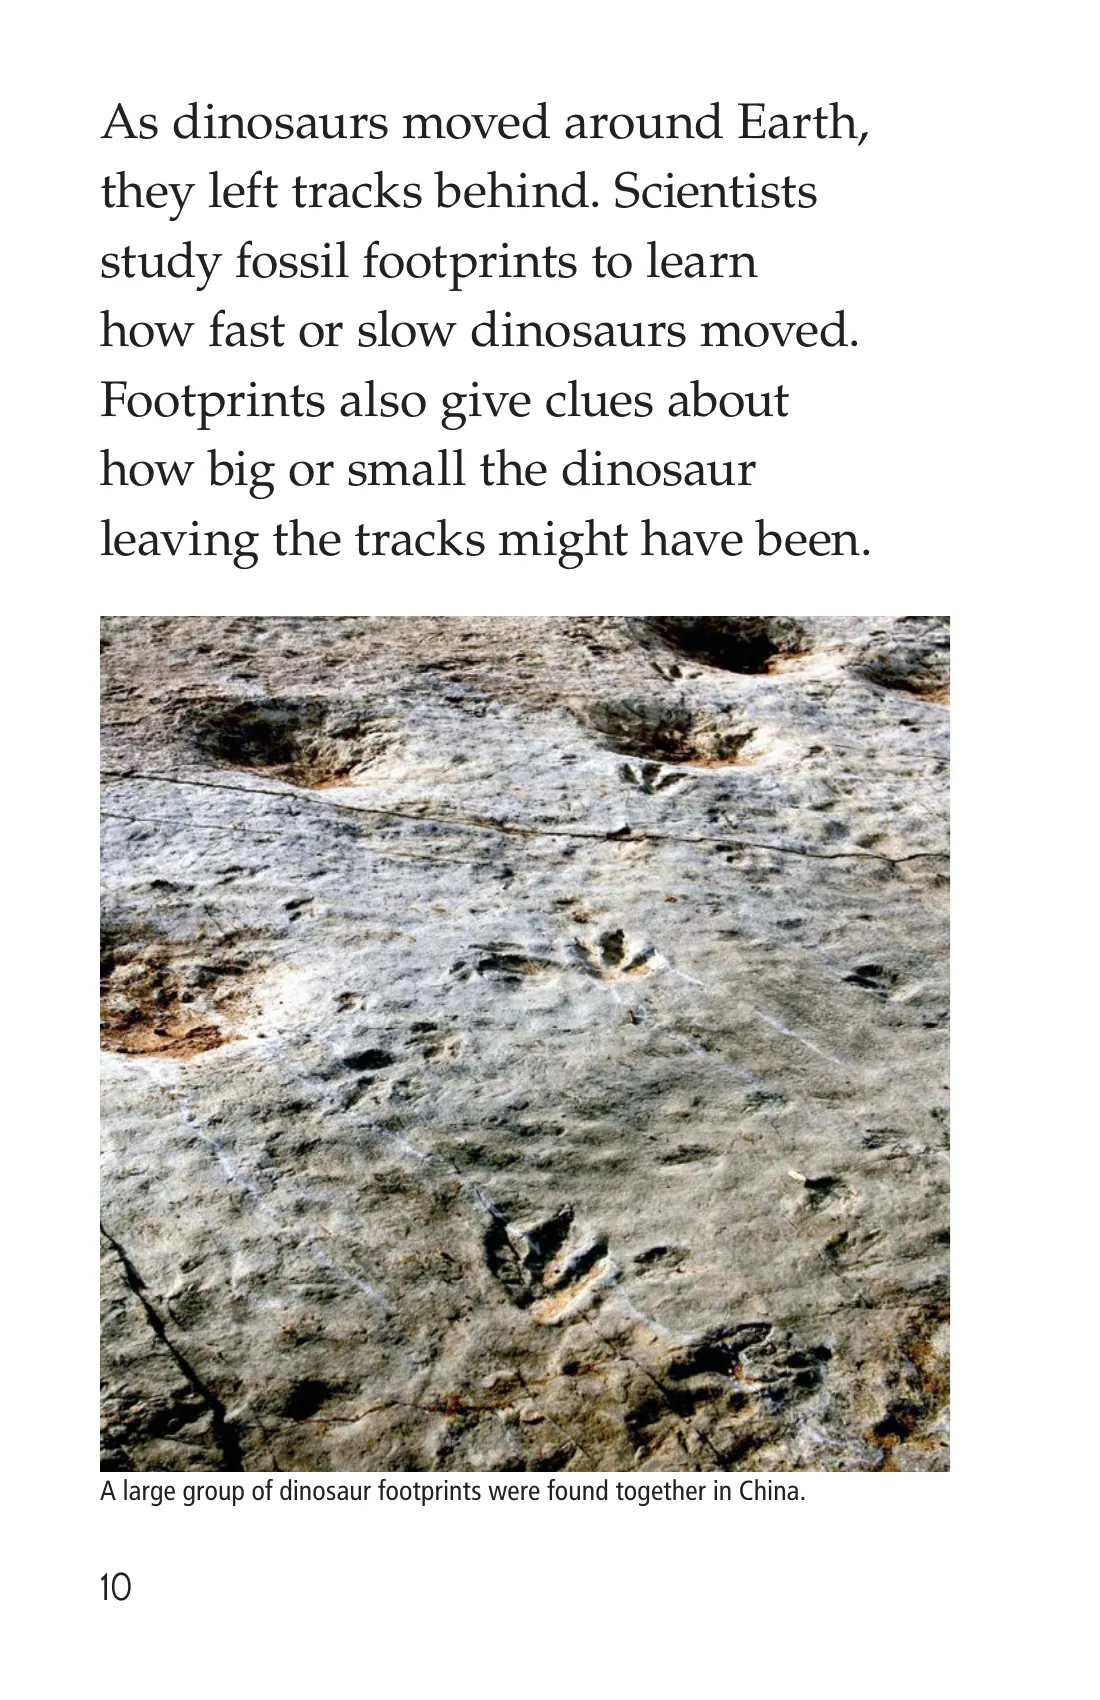 As dinosaurs moved around Earth,
they left tracks behind. Scientists
study fossil footprints to learn
how fast or slow dinosaurs moved.
Footprints also give clues about
how big or small the dinosaur
leaving the tracks might have been.
A large group of dinosaur footprints were found together in China.
10